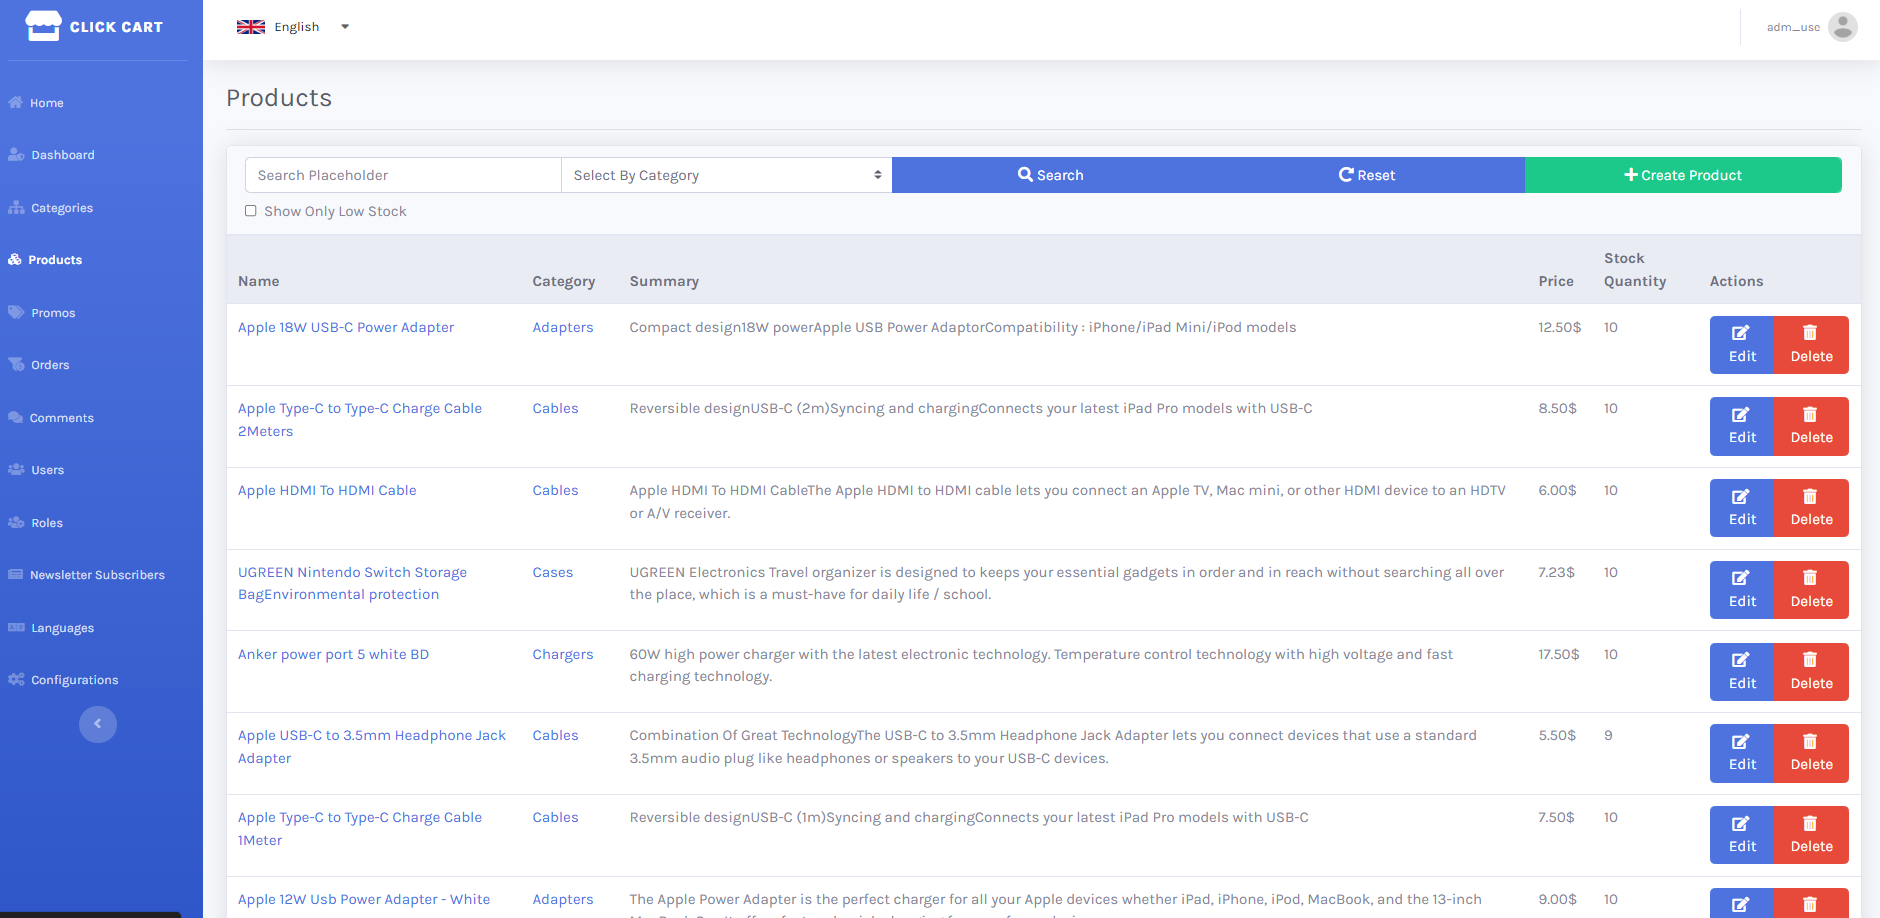 CLICK CART
English
adm_use
Home
Dashboard
Categories
Products
Promos
Orders
Comments
Users
Roles
Newsletter Subscribers
Languages
Configurations
Products
Search Placeholder
Select By Category
Search
Reset
Create Product
Show Only Low Stock
Name Category Summary Price Stock Quantity Actions
Apple 18W USB-C Power Adapter Adapters Compact design18W powerApple USB Power AdaptorCompatibility : iPhone/iPad Mini/iPod models 12.50$ 10
Edit Delete
Apple Type-C to Type-C Charge Cable Cables Reversible designUSB-C (2m)Syncing and chargingConnects your latest iPad Pro models with USB-C 8.50$ 10
2Meters
Edit Delete
Apple HDMI To HDMI Cable Cables Apple HDMI To HDMI CableThe Apple HDMI to HDMI cable lets you connect an Apple TV, Mac mini, or other HDMI device to an HDTV 6.00$ 10
or A/V receiver.
Edit Delete
UGREEN Nintendo Switch Storage Cases UGREEN Electronics Travel organizer is designed to keeps your essential gadgets in order and in reach without searching all over 7.23$ 10
BagEnvironmental protection the place, which is a must-have for daily life / school.
Edit Delete
Anker power port 5 white BD Chargers 60W high power charger with the latest electronic technology. Temperature control technology with high voltage and fast 17.50$ 10
charging technology.
Edit Delete
Apple USB-C to 3.5mm Headphone Jack Cables Combination Of Great TechnologyThe USB-C to 3.5mm Headphone Jack Adapter lets you connect devices that use a standard 5.50$ 9
Adapter 3.5mm audio plug like headphones or speakers to your USB-C devices.
Edit Delete
Apple Type-C to Type-C Charge Cable Cables Reversible designUSB-C (1m)Syncing and chargingConnects your latest iPad Pro models with USB-C 7.50$ 10
1Meter
Edit Delete
Apple 12W Usb Power Adapter - White Adapters The Apple Power Adapter is the perfect charger for all your Apple devices whether iPad, iPhone, iPod, MacBook, and the 13-inch 9.00$ 10